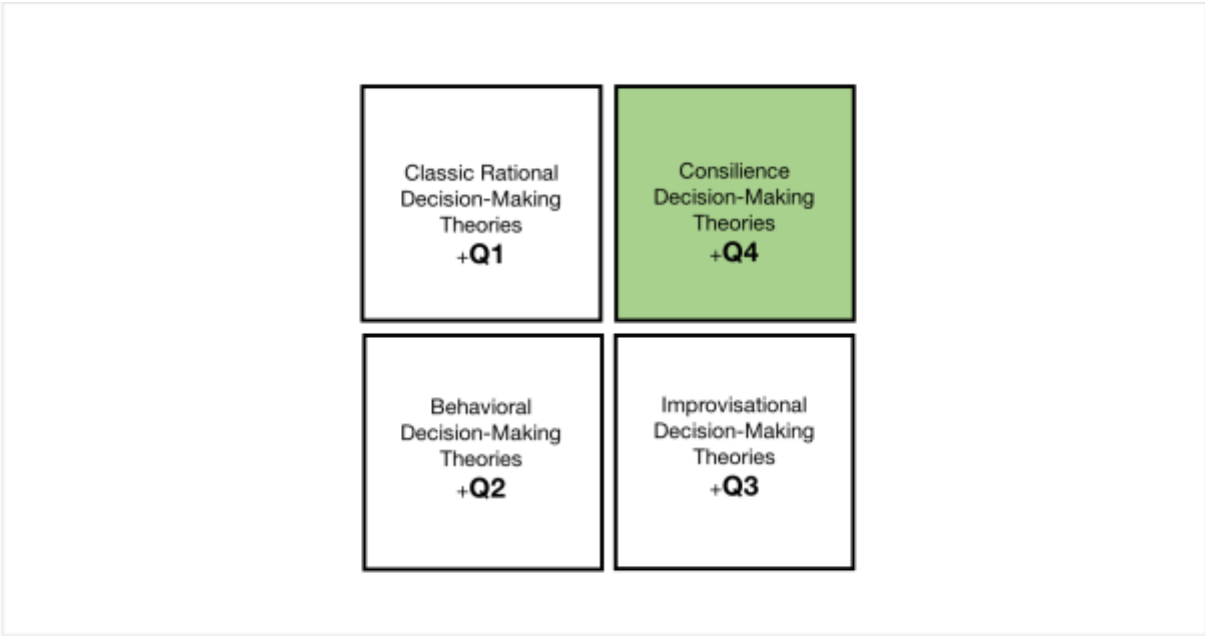 Classic Rational
Decision-Making
Theories
+Q1
Consilience
Decision-Making
Theories
+Q4
Behavioral
Decision-Making
Theories
+Q2
Improvisational
Decision-Making
Theories
+Q3